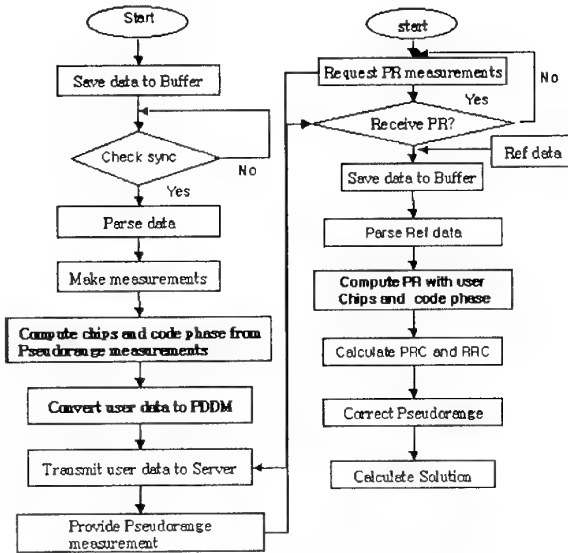 Start
Save data to Buffer
Check sync
No
Yes
Parse data
Make measurements
Compute chips and code phase from
Pseudorange measurements
Convert user data to PDDM
Transmit user data to Server
Provide Pseudorange
measurement
start
Request PR measurements
No
Yes
Receive PR?
Ref data
Save data to Buffer
Parse Ref data
Compute PR with user
Chips and code phase
Calculate PRC and RRC
Correct Pseudorange
Calculate Solution